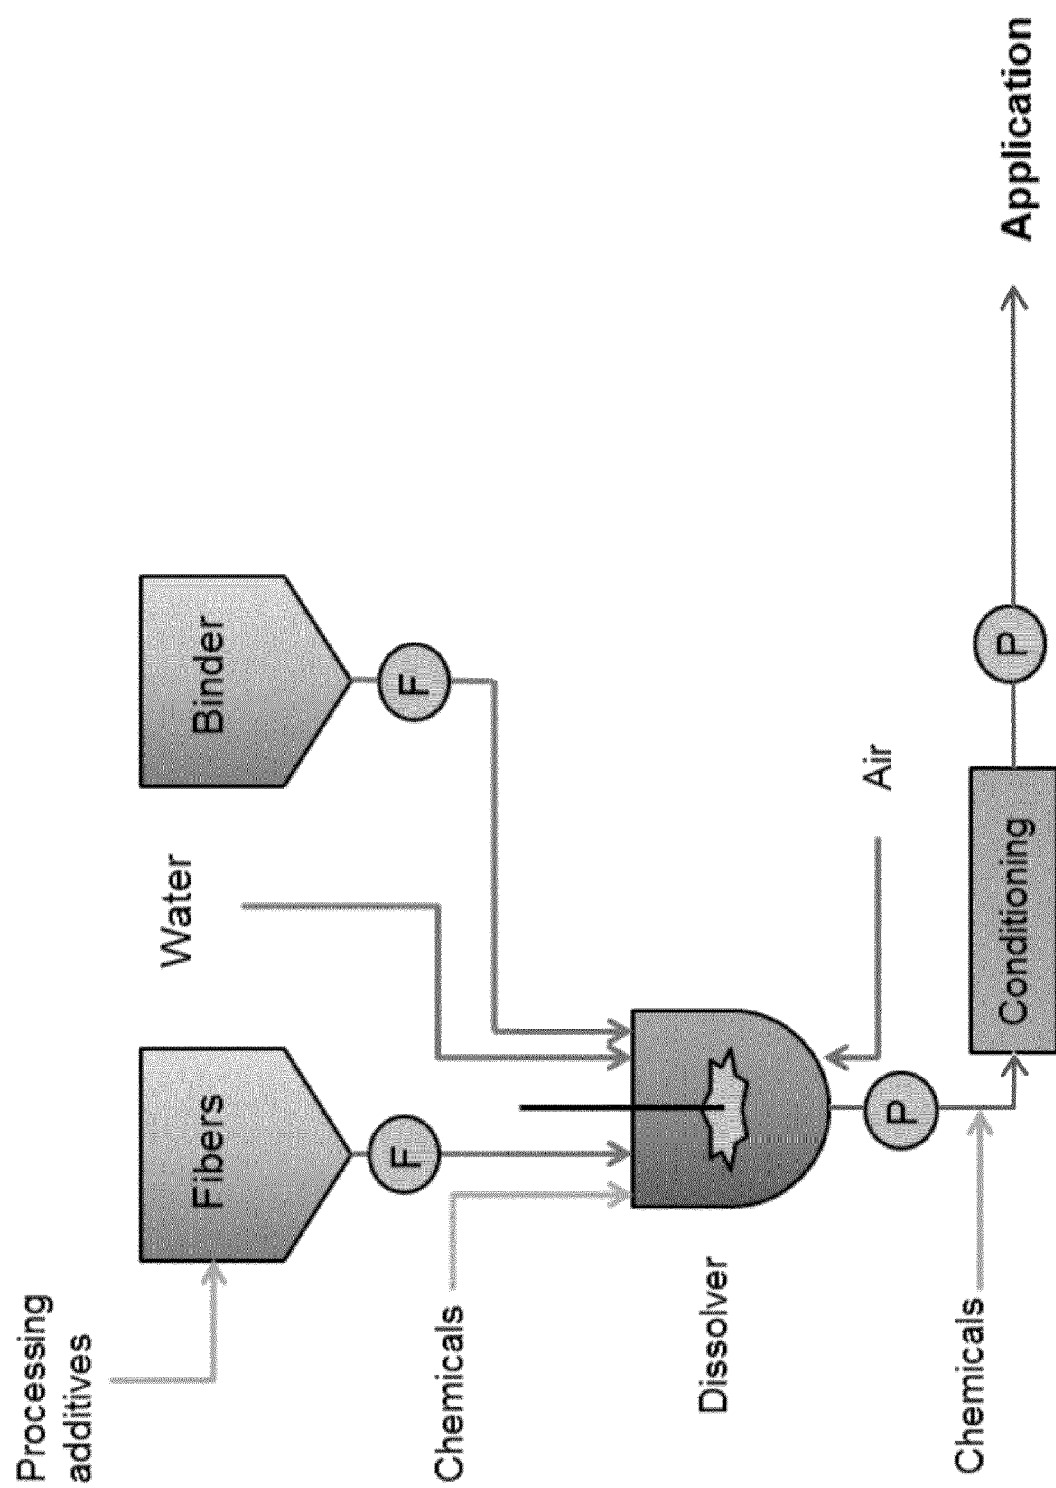 Processing
additives
Fibers
Water
Binder
F
F
Chemicals
Dissolver
Air
P
Chemicals
Conditioning
P
Application